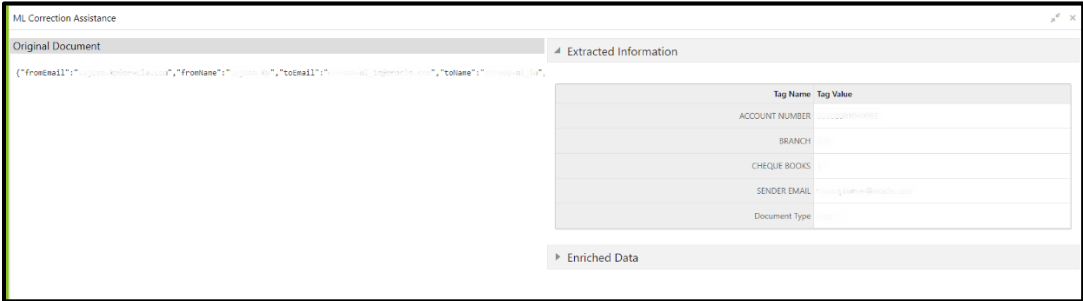 ML Correction Assistance
Original Document
{"fromEmail":" ","fromName":" ","toEmail":" ","toName":" ",
Extracted Information
Tag Name Tag Value
ACCOUNT NUMBER
BRANCH
CHEQUE BOOKS
SENDER EMAIL
Document Type
Enriched Data